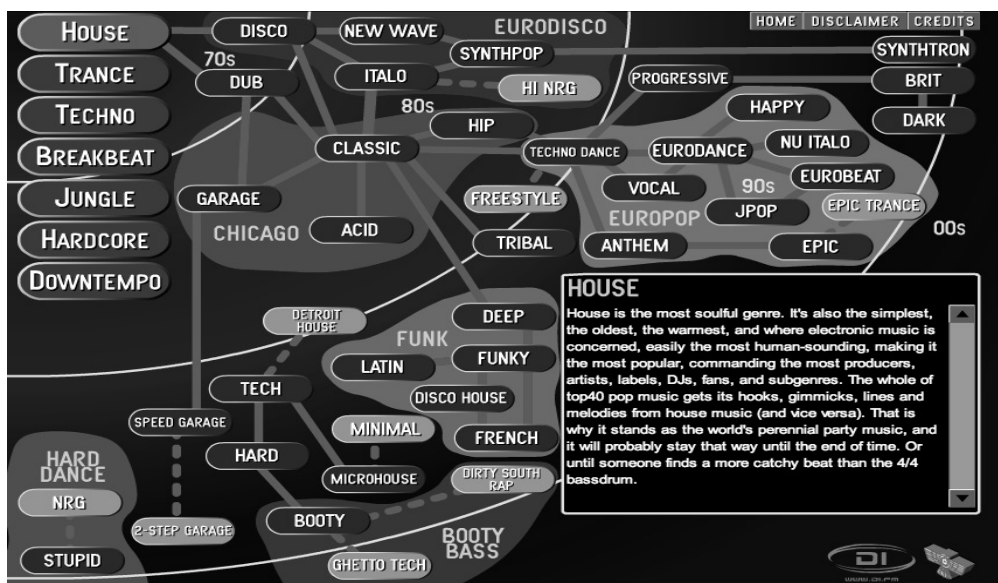 HOUSE
DISCO
NEW WAVE
EURODISCO
HOME
DISCLAIMER
CREDITS
70s
SYNTHPOP
SYNTHTRON
TRANCE
DUB
ITALO
HI NRG
PROGRESSIVE
BRIT
80s
HAPPY
TECHNO
HIP
DARK
BREAKBEAT
CLASSIC
TECHNO DANCE
EURODANCE
NU ITALO
EUROBEAT
JUNGLE
GARAGE
FREESTYLE
VOCAL
90s
EPIC TRANCE
EUROPOP
JPOP
00s
HARDCORE
CHICAGO
ACID
TRIBAL
ANTHEM
EPIC
DOWNTEMPO
DETROIT
HOUSE
DEEP
FUNK
LATIN
FUNKY
TECH
DISCO HOUSE
SPEED GARAGE
MINIMAL
FRENCH
HARD
DANCE
HARD
MICROHOUSE
DIRTY SOUTH
RAP
NRG
2-STEP GARAGE
BOOTY
BOOTY
BASS
STUPID
GHETTO TECH
HOUSE
House is the most soulful genre. It's also the simplest,
the oldest, the warmest, and where electronic music is
concerned, easily the most human-sounding, making it
the most popular, commanding the most producers,
artists, labels, DJs, fans, and subgenres. The whole of
top40 pop music gets its hooks, gimmicks, lines and
melodies from house music (and vice versa). That is
why it stands as the world's perennial party music, and
it will probably stay that way until the end of time. Or
until someone finds a more catchy beat than the 4/4
bassdrum.
DI
WWW.DI.FM